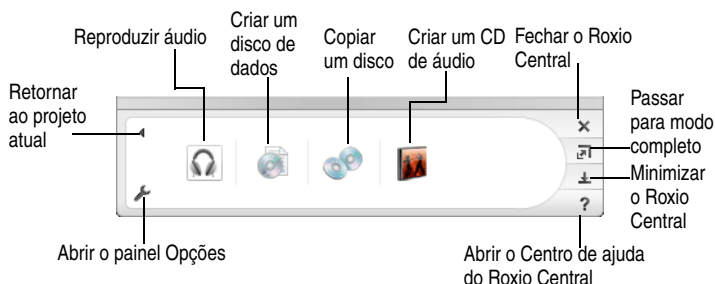 Reproduzir áudio
Criar um
disco de
dados
Copiar
um disco
Criar um CD
de áudio
Fechar o Roxio
Central
Retornar
ao projeto
atual
Passar
para modo
completo
Minimizar
o Roxio
Central
?
Abrir o painel Opções
Abrir o Centro de ajuda
do Roxio Central